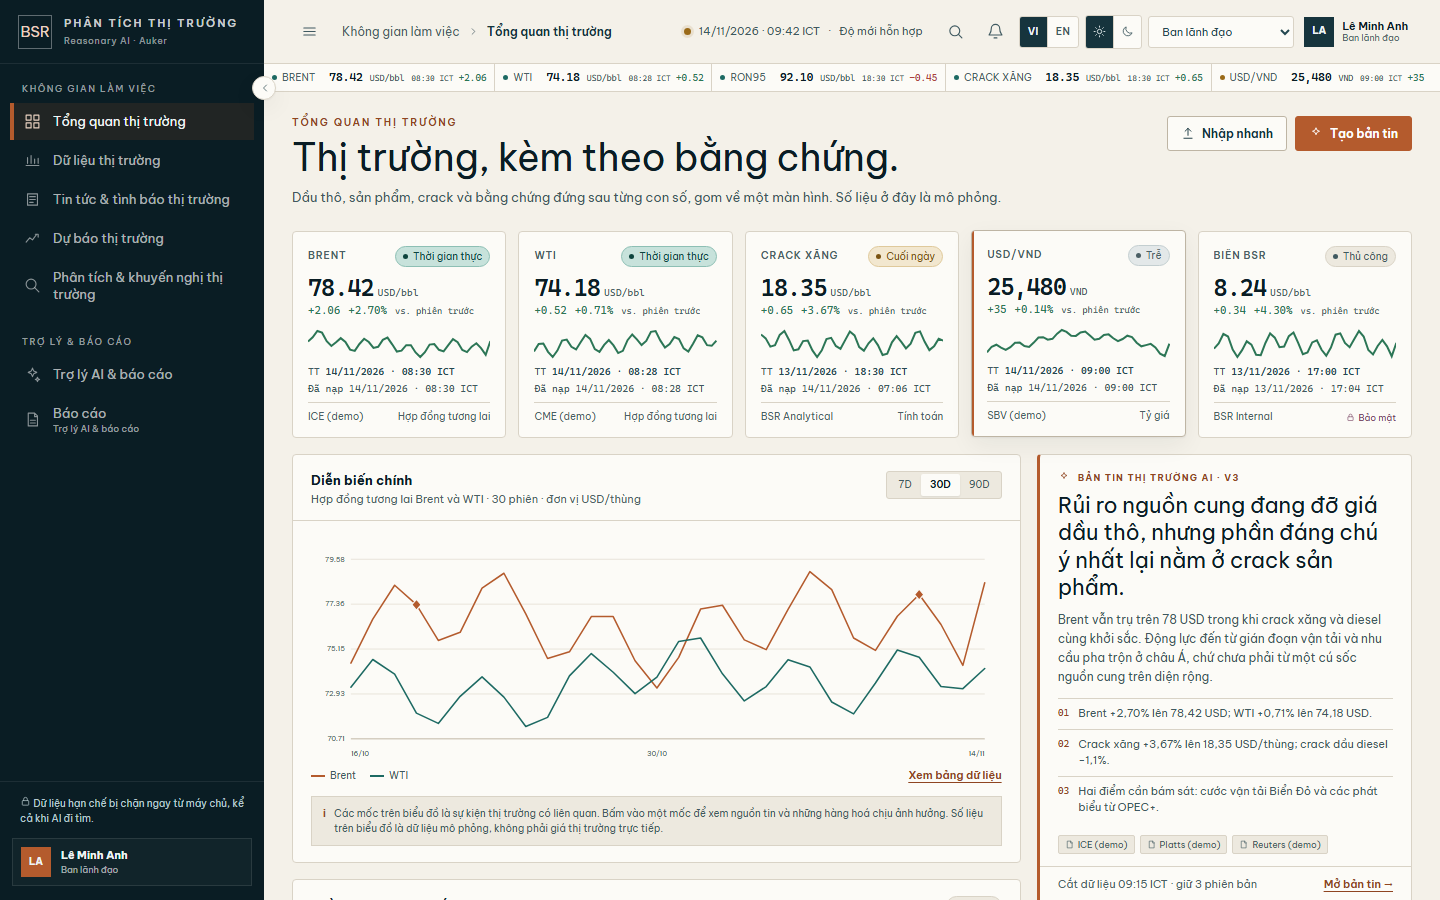 BSR
PHÂN TÍCH THỊ TRƯỜNG
Reasonary AI · Auker
KHÔNG GIAN LÀM VIỆC
Tổng quan thị trường
Dữ liệu thị trường
Tin tức & tình báo thị trường
Dự báo thị trường
Phân tích & khuyến nghị thị
trường
TRỢ LÝ & BÁO CÁO
Trợ lý AI & báo cáo
Báo cáo
Trợ lý AI & báo cáo
Dữ liệu hạn chế bị chặn ngay từ máy chủ, kể
cả khi AI đi tìm.
LA
Lê Minh Anh
Ban lãnh đạo
Không gian làm việc › Tổng quan thị trường
14/11/2026 · 09:42 ICT · Độ mới hỗn hợp
VI EN
Ban lãnh đạo
LA
Lê Minh Anh
Ban lãnh đạo
BRENT 78.42 USD/bbl 08:30 ICT +2.06
WTI 74.18 USD/bbl 08:28 ICT +0.52
RON95 92.10 USD/bbl 18:30 ICT −0.45
CRACK XĂNG 18.35 USD/bbl 18:30 ICT +0.65
USD/VND 25,480 VND 09:00 ICT +35
TỔNG QUAN THỊ TRƯỜNG
Thị trường, kèm theo bằng chứng.
Dầu thô, sản phẩm, crack và bằng chứng đứng sau từng con số, gom về một màn hình. Số liệu ở đây là mô phỏng.
Nhập nhanh
Tạo bản tin
BRENT
Thời gian thực
78.42 USD/bbl
+2.06 +2.70% vs. phiên trước
TT 14/11/2026 · 08:30 ICT
Đã nạp 14/11/2026 · 08:30 ICT
ICE (demo)
Hợp đồng tương lai
WTI
Thời gian thực
74.18 USD/bbl
+0.52 +0.71% vs. phiên trước
TT 14/11/2026 · 08:28 ICT
Đã nạp 14/11/2026 · 08:28 ICT
CME (demo)
Hợp đồng tương lai
CRACK XĂNG
Cuối ngày
18.35 USD/bbl
+0.65 +3.67% vs. phiên trước
TT 13/11/2026 · 18:30 ICT
Đã nạp 14/11/2026 · 07:06 ICT
BSR Analytical
Tính toán
USD/VND
Trễ
25,480 VND
+35 +0.14% vs. phiên trước
TT 14/11/2026 · 09:00 ICT
Đã nạp 14/11/2026 · 09:00 ICT
SBV (demo)
Tỷ giá
BIÊN BSR
Thủ công
8.24 USD/bbl
+0.34 +4.30% vs. phiên trước
TT 13/11/2026 · 17:00 ICT
Đã nạp 13/11/2026 · 17:04 ICT
BSR Internal
Bảo mật
Diễn biến chính
Hợp đồng tương lai Brent và WTI · 30 phiên · đơn vị USD/thùng
7D 30D 90D
79.58
77.36
75.15
72.93
70.71
16/10 30/10 14/11
Brent WTI
Xem bảng dữ liệu
i Các mốc trên biểu đồ là sự kiện thị trường có liên quan. Bấm vào một mốc để xem nguồn tin và những hàng hoá chịu ảnh hưởng. Số liệu
trên biểu đồ là dữ liệu mô phỏng, không phải giá thị trường trực tiếp.
BẢN TIN THỊ TRƯỜNG AI · V3
Rủi ro nguồn cung đang đỡ giá
dầu thô, nhưng phần đáng chú
ý nhất lại nằm ở crack sản
phẩm.
Brent vẫn trụ trên 78 USD trong khi crack xăng và diesel
cùng khởi sắc. Động lực đến từ gián đoạn vận tải và nhu
cầu pha trộn ở châu Á, chứ chưa phải từ một cú sốc
nguồn cung trên diện rộng.
01 Brent +2,70% lên 78,42 USD; WTI +0,71% lên 74,18 USD.
02 Crack xăng +3,67% lên 18,35 USD/thùng; crack dầu diesel
−1,1%.
03 Hai điểm cần bám sát: cước vận tải Biển Đỏ và các phát
biểu từ OPEC+.
ICE (demo)
Platts (demo)
Reuters (demo)
Cắt dữ liệu 09:15 ICT · giữ 3 phiên bản
Mở bản tin →